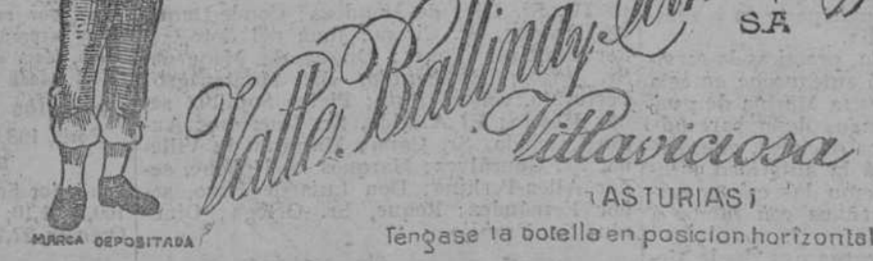 S.A
Valle, Ballina y
Villaviciosa
(ASTURIAS)
MARCA DEPOSITADA
Téngase la botella en posicion horizontal